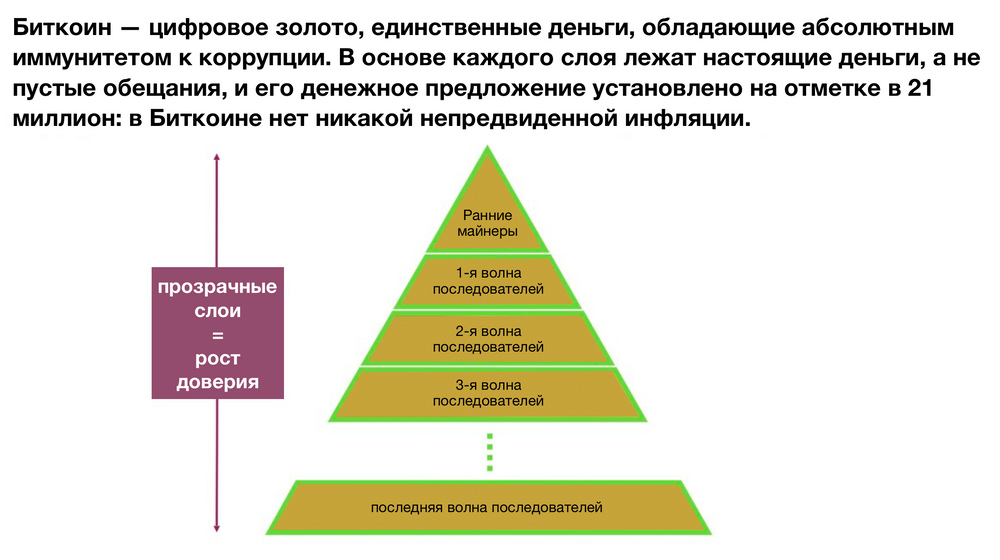 Биткоин — цифровое золото, единственные деньги, обладающие абсолютным
иммунитетом к коррупции. В основе каждого слоя лежат настоящие деньги, а не
пустые обещания, и его денежное предложение установлено на отметке в 21
миллион: в Биткоине нет никакой непредвиденной инфляции.
Ранние
майнеры
1-я волна
последователей
прозрачные
слои
=
рост
доверия
2-я волна
последователей
3-я волна
последователей
последняя волна последователей